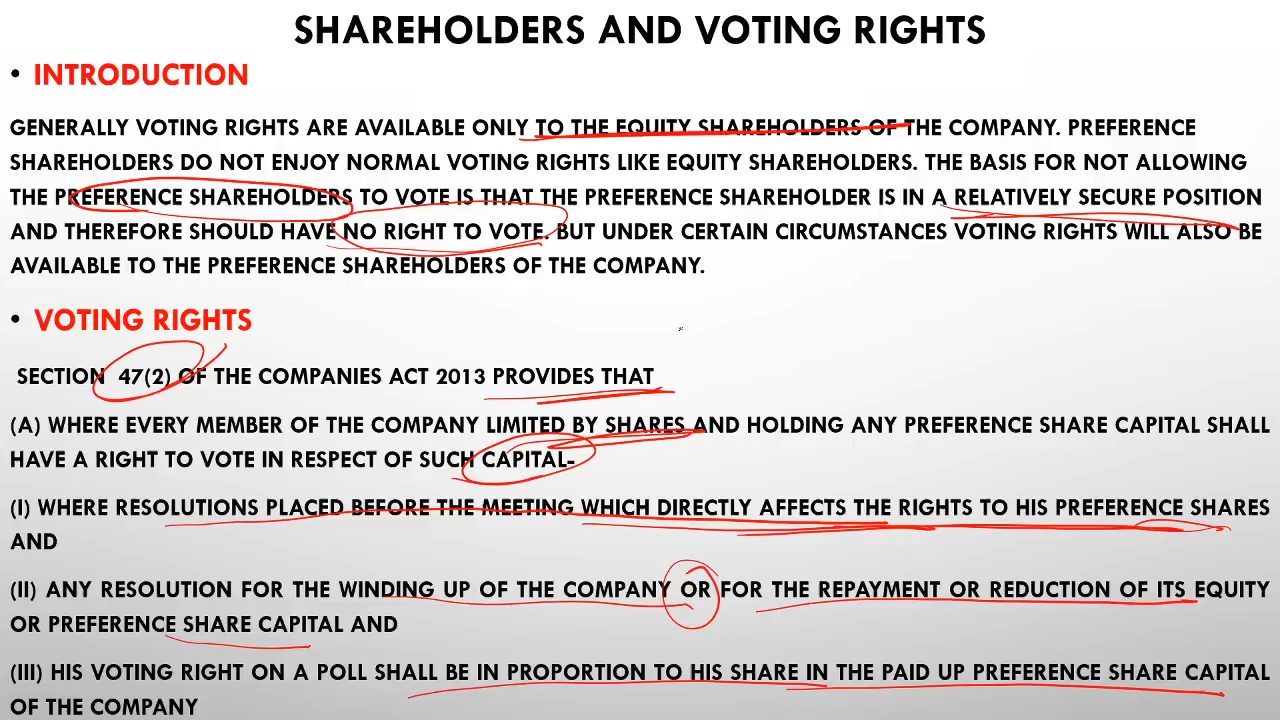 SHAREHOLDERS AND VOTING RIGHTS
• INTRODUCTION
GENERALLY VOTING RIGHTS ARE AVAILABLE ONLY TO THE EQUITY SHAREHOLDERS OF THE COMPANY. PREFERENCE
SHAREHOLDERS DO NOT ENJOY NORMAL VOTING RIGHTS LIKE EQUITY SHAREHOLDERS. THE BASIS FOR NOT ALLOWING
THE PREFERENCE SHAREHOLDERS TO VOTE IS THAT THE PREFERENCE SHAREHOLDER IS IN A RELATIVELY SECURE POSITION
AND THEREFORE SHOULD HAVE NO RIGHT TO VOTE. BUT UNDER CERTAIN CIRCUMSTANCES VOTING RIGHTS WILL ALSO BE
AVAILABLE TO THE PREFERENCE SHAREHOLDERS OF THE COMPANY.
• VOTING RIGHTS
SECTION 47(2) OF THE COMPANIES ACT 2013 PROVIDES THAT
(A) WHERE EVERY MEMBER OF THE COMPANY LIMITED BY SHARES AND HOLDING ANY PREFERENCE SHARE CAPITAL SHALL
HAVE A RIGHT TO VOTE IN RESPECT OF SUCH CAPITAL-
(I) WHERE RESOLUTIONS PLACED BEFORE THE MEETING WHICH DIRECTLY AFFECTS THE RIGHTS TO HIS PREFERENCE SHARES
AND
(II) ANY RESOLUTION FOR THE WINDING UP OF THE COMPANY OR FOR THE REPAYMENT OR REDUCTION OF ITS EQUITY
OR PREFERENCE SHARE CAPITAL AND
(III) HIS VOTING RIGHT ON A POLL SHALL BE IN PROPORTION TO HIS SHARE IN THE PAID UP PREFERENCE SHARE CAPITAL
OF THE COMPANY